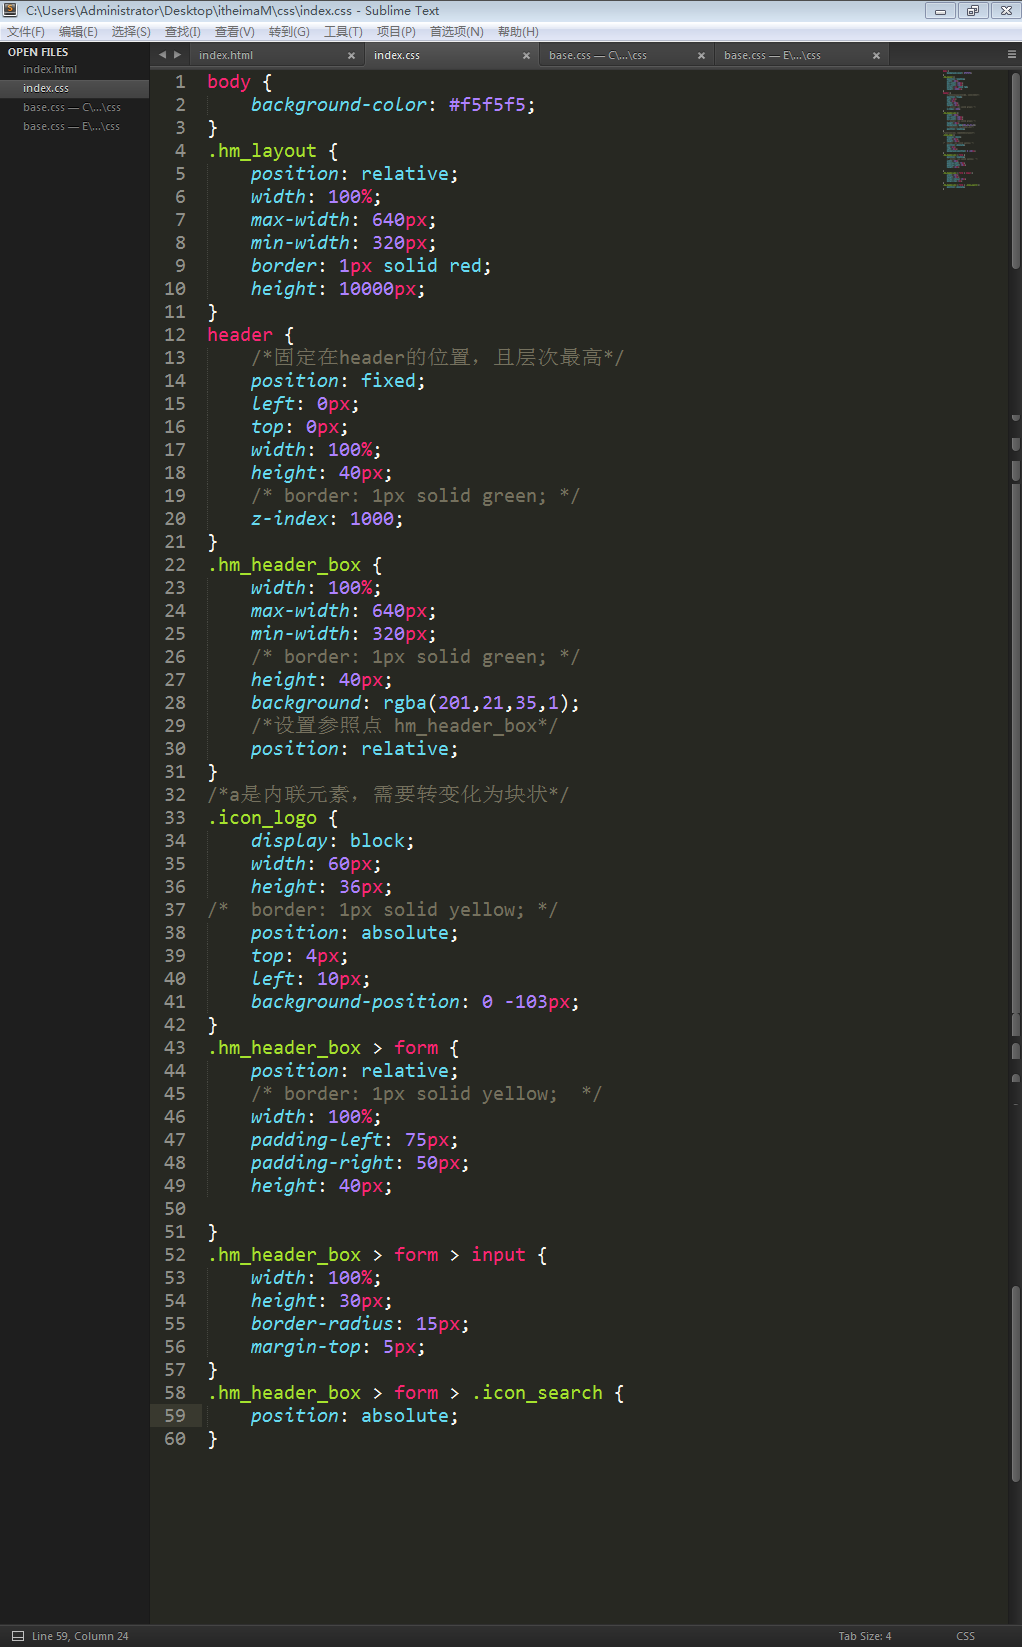 C:\Users\Administrator\Desktop\itheimaM\css\index.css - Sublime Text
文件(F) 编辑(E) 选择(S) 查找(I) 查看(V) 转到(G) 工具(T) 项目(P) 首选项(N) 帮助(H)
OPEN FILES
index.html
index.css
base.css — C\...\css
base.css — E\...\css
index.html × index.css × base.css — C\...\css × base.css — E\...\css ×
1 body {
2     background-color: #f5f5f5;
3 }
4 .hm_layout {
5     position: relative;
6     width: 100%;
7     max-width: 640px;
8     min-width: 320px;
9     border: 1px solid red;
10     height: 10000px;
11 }
12 header {
13     /*固定在header的位置，且层次最高*/
14     position: fixed;
15     left: 0px;
16     top: 0px;
17     width: 100%;
18     height: 40px;
19     /* border: 1px solid green; */
20     z-index: 1000;
21 }
22 .hm_header_box {
23     width: 100%;
24     max-width: 640px;
25     min-width: 320px;
26     /* border: 1px solid green; */
27     height: 40px;
28     background: rgba(201,21,35,1);
29     /*设置参照点 hm_header_box*/
30     position: relative;
31 }
32 /*a是内联元素，需要转变化为块状*/
33 .icon_logo {
34     display: block;
35     width: 60px;
36     height: 36px;
37 /*  border: 1px solid yellow; */
38     position: absolute;
39     top: 4px;
40     left: 10px;
41     background-position: 0 -103px;
42 }
43 .hm_header_box > form {
44     position: relative;
45     /* border: 1px solid yellow;  */
46     width: 100%;
47     padding-left: 75px;
48     padding-right: 50px;
49     height: 40px;
50
51 }
52 .hm_header_box > form > input {
53     width: 100%;
54     height: 30px;
55     border-radius: 15px;
56     margin-top: 5px;
57 }
58 .hm_header_box > form > .icon_search {
59     position: absolute;
60 }
Line 59, Column 24 Tab Size: 4 CSS